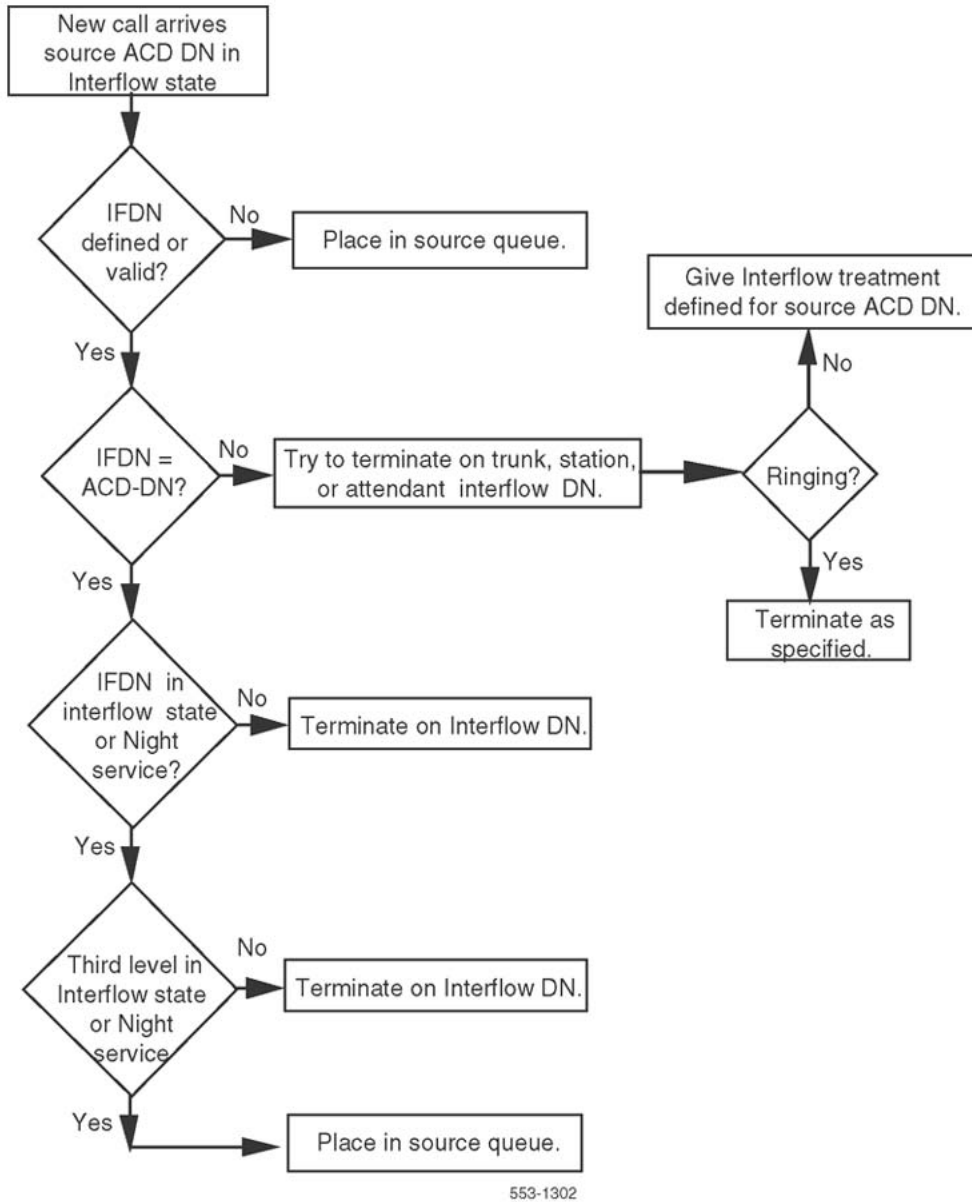 New call arrives
source ACD DN in
Interflow state
IFDN
defined or
valid?
No
Place in source queue.
Yes
Give Interflow treatment
defined for source ACD DN.
No
IFDN =
ACD-DN?
No
Try to terminate on trunk, station,
or attendant interflow DN.
Ringing?
Yes
Yes
Terminate as
specified.
IFDN in
interflow state
or Night
service?
No
Terminate on Interflow DN.
Yes
Third level in
Interflow state
or Night
service
No
Terminate on Interflow DN.
Yes
Place in source queue.
553-1302